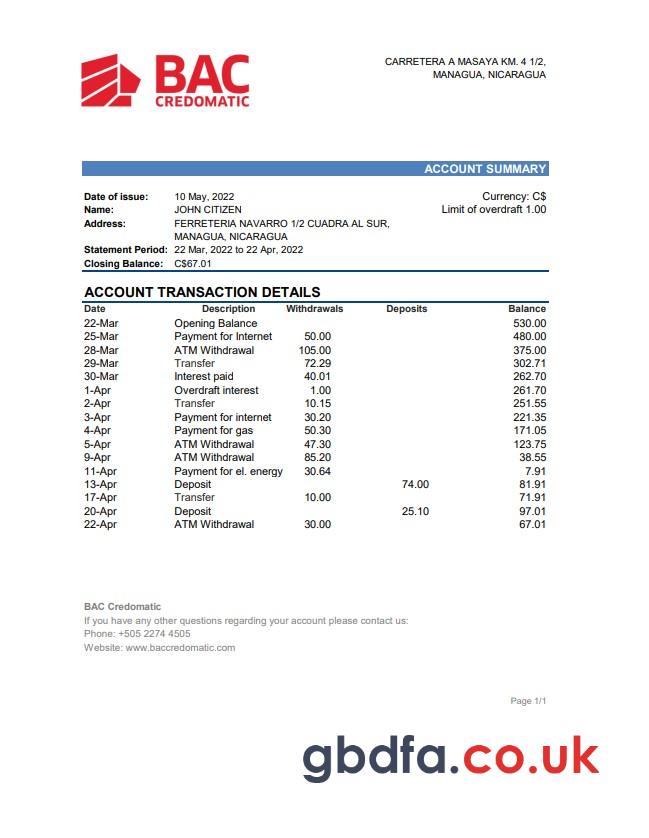 BAC
CREDOMATIC
CARRETERA A MASAYA KM. 4 1/2,
MANAGUA, NICARAGUA
ACCOUNT SUMMARY
Date of issue: 10 May, 2022 Currency: C$
Name: JOHN CITIZEN Limit of overdraft 1.00
Address: FERRETERIA NAVARRO 1/2 CUADRA AL SUR,
MANAGUA, NICARAGUA
Statement Period: 22 Mar, 2022 to 22 Apr, 2022
Closing Balance: C$67.01
ACCOUNT TRANSACTION DETAILS
Date Description Withdrawals Deposits Balance
22-Mar Opening Balance 530.00
25-Mar Payment for Internet 50.00 480.00
28-Mar ATM Withdrawal 105.00 375.00
29-Mar Transfer 72.29 302.71
30-Mar Interest paid 40.01 262.70
1-Apr Overdraft interest 1.00 261.70
2-Apr Transfer 10.15 251.55
3-Apr Payment for internet 30.20 221.35
4-Apr Payment for gas 50.30 171.05
5-Apr ATM Withdrawal 47.30 123.75
9-Apr ATM Withdrawal 85.20 38.55
11-Apr Payment for el. energy 30.64 7.91
13-Apr Deposit 74.00 81.91
17-Apr Transfer 10.00 71.91
20-Apr Deposit 25.10 97.01
22-Apr ATM Withdrawal 30.00 67.01
BAC Credomatic
If you have any other questions regarding your account please contact us:
Phone: +505 2274 4505
Website: www.baccredomatic.com
Page 1/1
gbdfa.co.uk